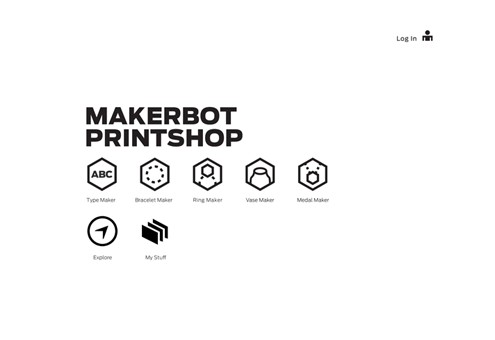 Log In
MAKERBOT
PRINTSHOP
ABC
Type Maker
Bracelet Maker
Ring Maker
Vase Maker
Medal Maker
Explore
My Stuff